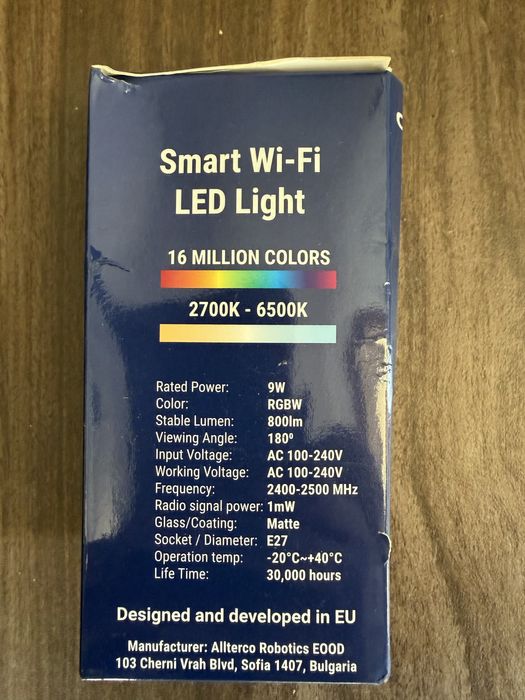 Smart Wi-Fi
LED Light
16 MILLION COLORS
2700K - 6500K
Rated Power: 9W
Color: RGBW
Stable Lumen: 800lm
Viewing Angle: 180º
Input Voltage: AC 100-240V
Working Voltage: AC 100-240V
Frequency: 2400-2500 MHz
Radio signal power: 1mW
Glass/Coating: Matte
Socket / Diameter: E27
Operation temp: -20°C~+40°C
Life Time: 30,000 hours
Designed and developed in EU
Manufacturer: Allterco Robotics EOOD
103 Cherni Vrah Blvd, Sofia 1407, Bulgaria